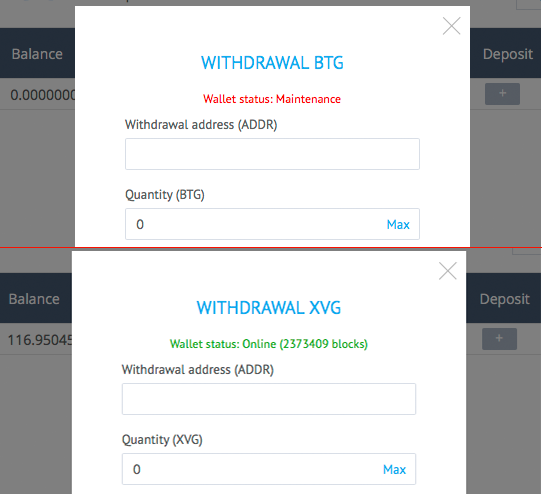 WITHDRAWAL BTG
Balance
Deposit
Wallet status: Maintenance
0.0000000
+
Withdrawal address (ADDR)
Quantity (BTG)
0 Max
WITHDRAWAL XVG
Balance
Deposit
116.95045
+
Wallet status: Online (2373409 blocks)
Withdrawal address (ADDR)
Quantity (XVG)
0 Max